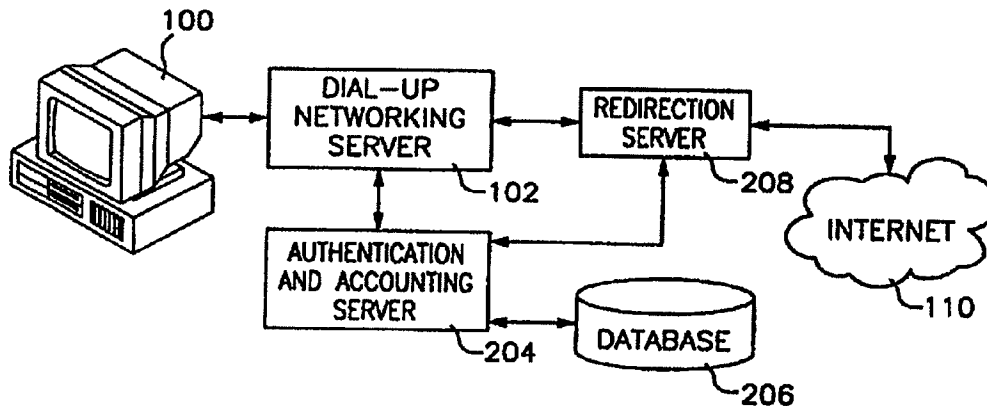 100
DIAL-UP
NETWORKING
SERVER
102
REDIRECTION
SERVER
208
INTERNET
110
AUTHENTICATION
AND ACCOUNTING
SERVER
204
DATABASE
206